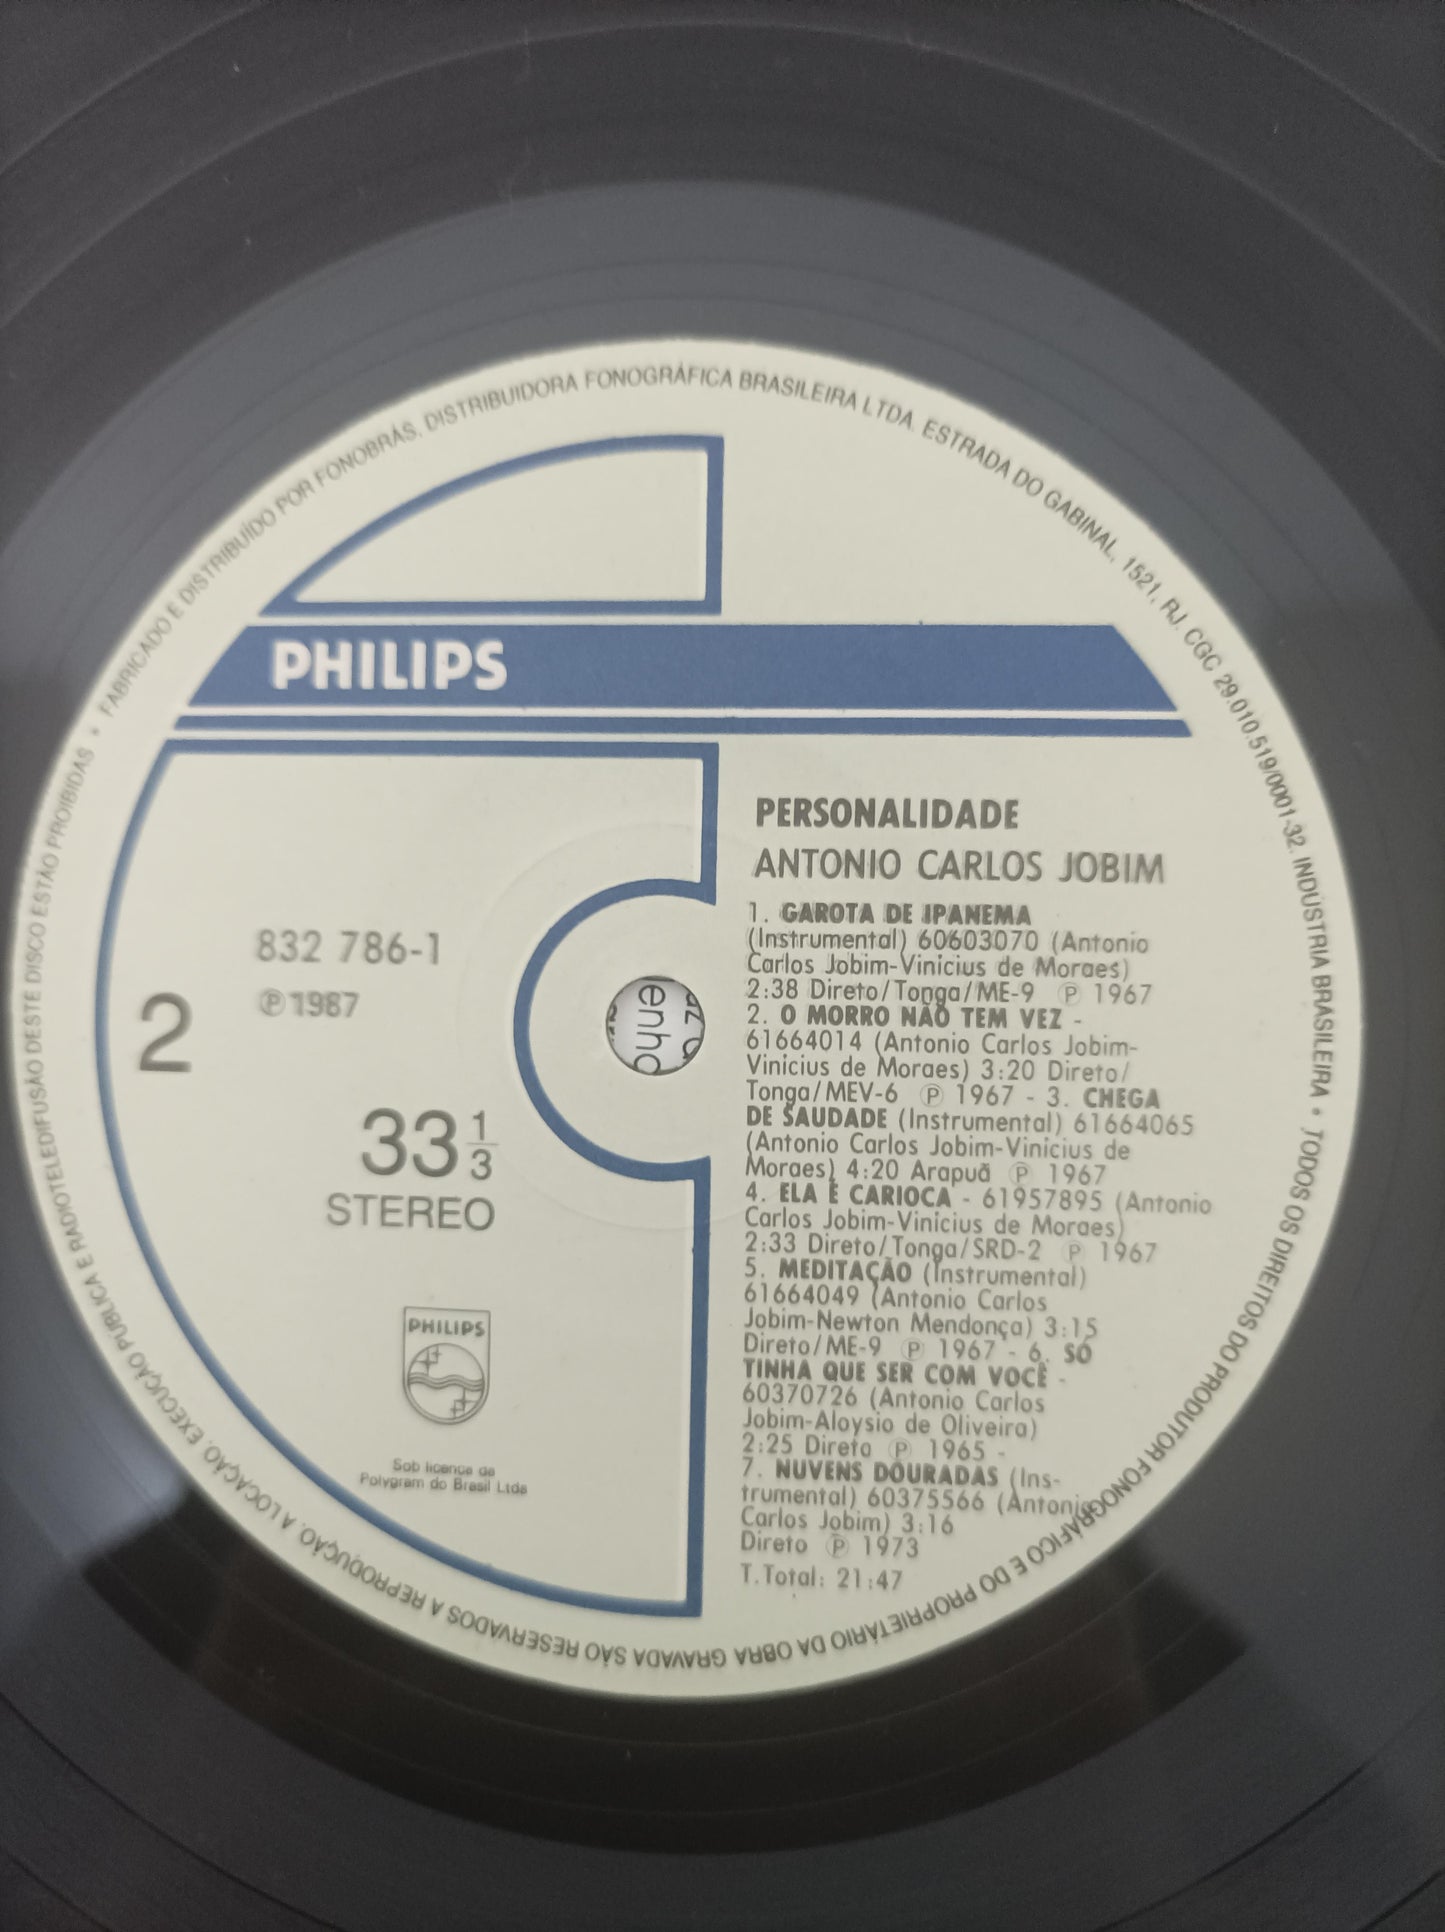 FABRICADO E DISTRIBUÍDO POR FONOBRÁS, DISTRIBUIDORA FONOGRÁFICA BRASILEIRA LTDA. ESTRADA DO GABINAL, 1521, RJ. CGC 29.010.519/0001-32. INDÚSTRIA BRASILEIRA • TODOS OS DIREITOS DO PRODUTOR FONOGRÁFICO E DO PROPRIETÁRIO DA OBRA GRAVADA SÃO RESERVADOS A REPRODUÇÃO, A LOCAÇÃO, EXECUÇÃO PÚBLICA E RADIOTELEDIFUSÃO DESTE DISCO ESTÃO PROIBIDAS •
PHILIPS
832 786-1
℗1987
2
33 1/3
STEREO
PHILIPS
Sob licença da
Polygram do Brasil Ltda
PERSONALIDADE
ANTONIO CARLOS JOBIM
1. GAROTA DE IPANEMA
(Instrumental) 60603070 (Antonio
Carlos Jobim-Vinicius de Moraes)
2:38 Direto/Tonga/ME-9 ℗ 1967
2. O MORRO NÃO TEM VEZ -
61664014 (Antonio Carlos Jobim-
Vinicius de Moraes) 3:20 Direto/
Tonga/MEV-6 ℗ 1967 - 3. CHEGA
DE SAUDADE (Instrumental) 61664065
(Antonio Carlos Jobim-Vinicius de
Moraes) 4:20 Arapuã ℗ 1967
4. ELA É CARIOCA - 61957895 (Antonio
Carlos Jobim-Vinicius de Moraes)
2:33 Direto/Tonga/SRD-2 ℗ 1967
5. MEDITAÇÃO (Instrumental)
61664049 (Antonio Carlos
Jobim-Newton Mendonça) 3:15
Direto/ME-9 ℗ 1967 - 6. SÓ
TINHA QUE SER COM VOCÊ -
60370726 (Antonio Carlos
Jobim-Aloysio de Oliveira)
2:25 Direto ℗ 1965 -
7. NUVENS DOURADAS (Ins-
trumental) 60375566 (Antonio
Carlos Jobim) 3:16
Direto ℗ 1973
T.Total: 21:47